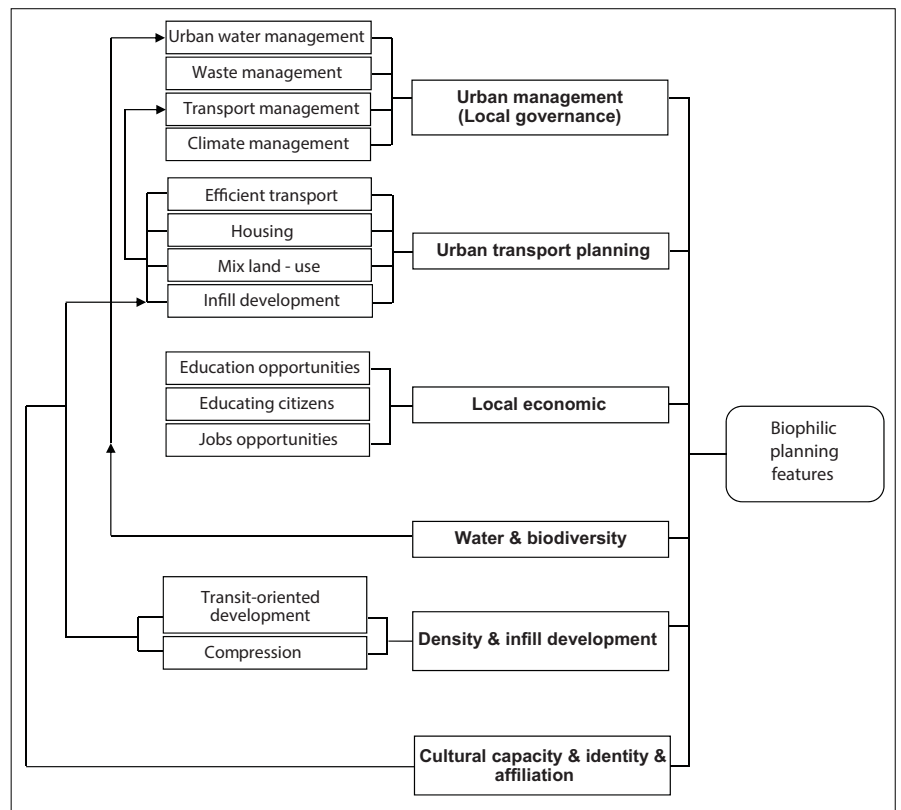 Urban water management
Waste management
Transport management
Climate management
Urban management
(Local governance)
Efficient transport
Housing
Mix land - use
Infill development
Urban transport planning
Education opportunities
Educating citizens
Jobs opportunities
Local economic
Biophilic
planning
features
Water & biodiversity
Transit-oriented
development
Compression
Density & infill development
Cultural capacity & identity &
affiliation